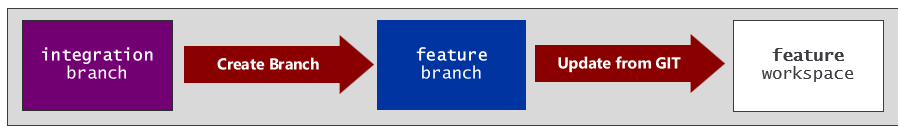 integration
branch
Create Branch
feature
branch
Update from GIT
feature
workspace